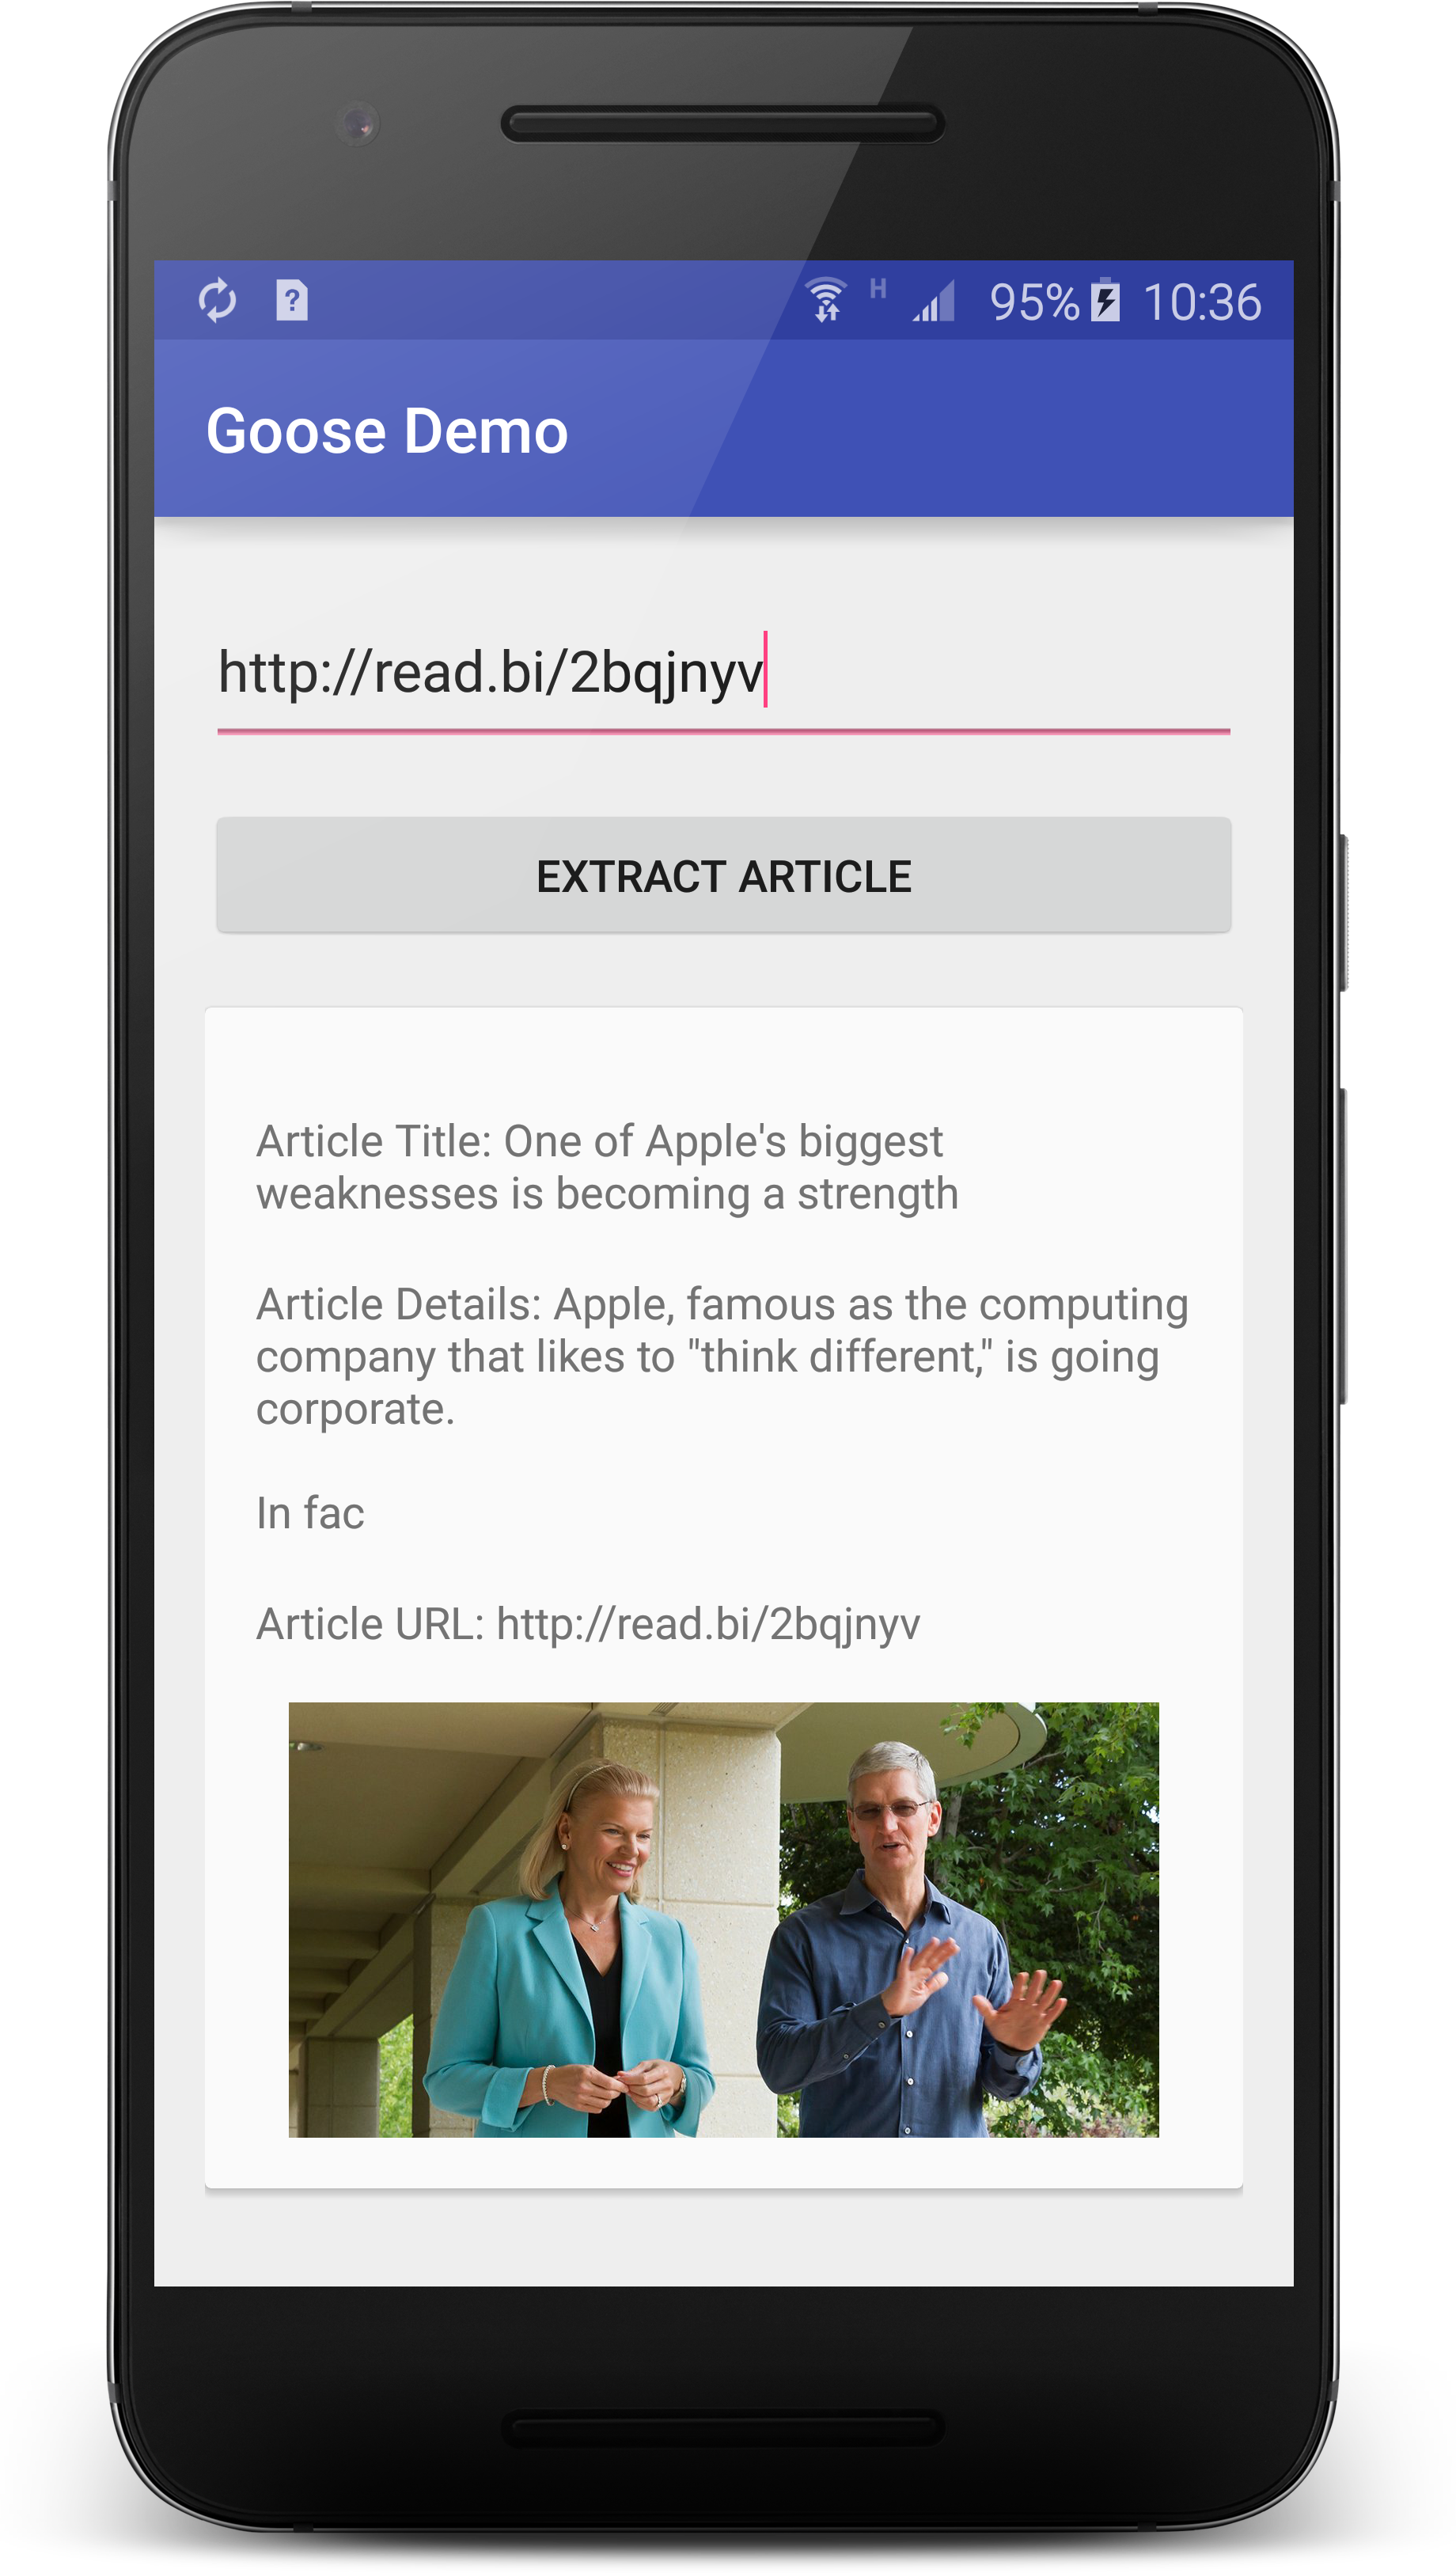 H 95% 10:36
Goose Demo
http://read.bi/2bqjnyv
EXTRACT ARTICLE
Article Title: One of Apple's biggest
weaknesses is becoming a strength
Article Details: Apple, famous as the computing
company that likes to "think different," is going
corporate.
In fac
Article URL: http://read.bi/2bqjnyv